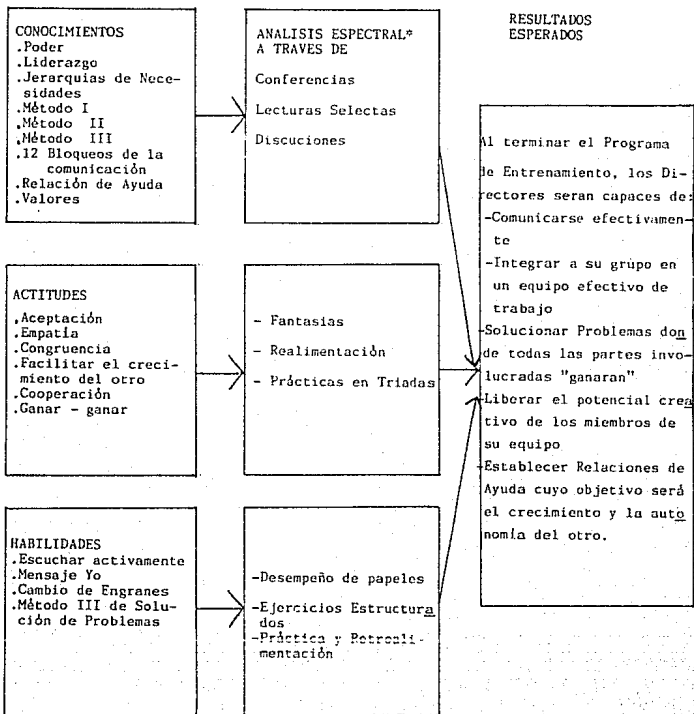 CONOCIMIENTOS
.Poder
.Liderazgo
.Jerarquias de Nece-
sidades
.Método I
.Método II
.Método III
.12 Bloqueos de la
comunicación
.Relación de Ayuda
.Valores
ANALISIS ESPECTRAL*
A TRAVES DE
Conferencias
Lecturas Selectas
Discuciones
ACTITUDES
.Aceptación
.Empatía
.Congruencia
.Facilitar el creci-
miento del otro
.Cooperación
.Ganar - ganar
- Fantasias
- Realimentación
- Prácticas en Triadas
HABILIDADES
.Escuchar activamente
.Mensaje Yo
.Cambio de Engranes
.Método III de Solu-
ción de Problemas
-Desempeño de papeles
-Ejercicios Estructura
dos
-Práctica y Retroali-
mentación
RESULTADOS
ESPERADOS
Al terminar el Programa
de Entrenamiento, los Di-
rectores seran capaces de:
-Comunicarse efectivamen-
te
-Integrar a su grupo en
un equipo efectivo de
trabajo
-Solucionar Problemas don
de todas las partes invo-
lucradas "ganaran"
-Liberar el potencial crea
tivo de los miembros de
su equipo
-Establecer Relaciones de
Ayuda cuyo objetivo será
el crecimiento y la auto
nomía del otro.